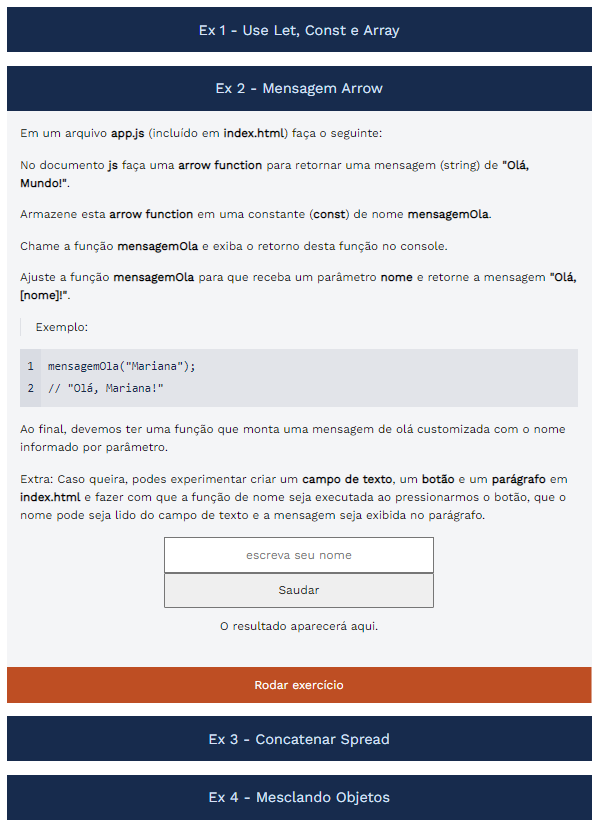 Ex 1 - Use Let, Const e Array
Ex 2 - Mensagem Arrow
Em um arquivo app.js (incluído em index.html) faça o seguinte:
No documento js faça uma arrow function para retornar uma mensagem (string) de "Olá,
Mundo!".
Armazene esta arrow function em uma constante (const) de nome mensagemOla.
Chame a função mensagemOla e exiba o retorno desta função no console.
Ajuste a função mensagemOla para que receba um parâmetro nome e retorne a mensagem "Olá,
[nome]!".
Exemplo:
1 mensagemOla("Mariana");
2 // "Olá, Mariana!"
Ao final, devemos ter uma função que monta uma mensagem de olá customizada com o nome
informado por parâmetro.
Extra: Caso queira, podes experimentar criar um campo de texto, um botão e um parágrafo em
index.html e fazer com que a função de nome seja executada ao pressionarmos o botão, que o
nome pode seja lido do campo de texto e a mensagem seja exibida no parágrafo.
escreva seu nome
Saudar
O resultado aparecerá aqui.
Rodar exercício
Ex 3 - Concatenar Spread
Ex 4 - Mesclando Objetos